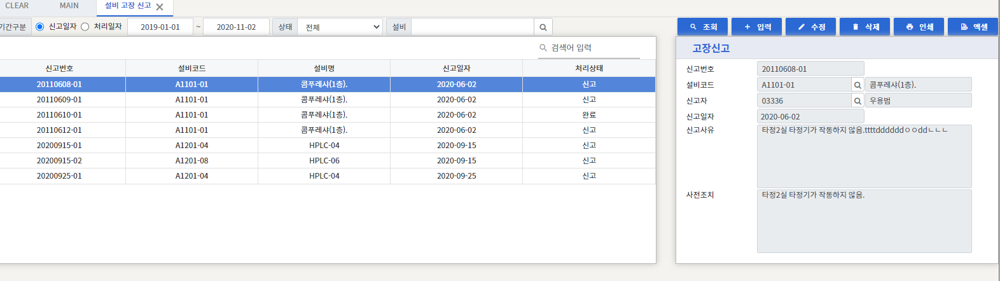 CLEAR MAIN 설비 고장 신고
기간구분 신고일자 처리일자 2019-01-01 ~ 2020-11-02 상태 전체 설비
조회 입력 수정 삭제 인쇄 엑셀
검색어 입력
신고번호 설비코드 설비명 신고일자 처리상태
20110608-01 A1101-01 콤푸레샤(1층). 2020-06-02 신고
20110609-01 A1101-01 콤푸레샤(1층). 2020-06-02 신고
20110610-01 A1101-01 콤푸레샤(1층). 2020-06-02 완료
20110612-01 A1101-01 콤푸레샤(1층). 2020-06-02 신고
20200915-01 A1201-04 HPLC-04 2020-09-15 신고
20200915-02 A1201-08 HPLC-06 2020-09-15 신고
20200925-01 A1201-04 HPLC-04 2020-09-25 신고
고장신고
신고번호 20110608-01
설비코드 A1101-01 콤푸레샤(1층).
신고자 03336 우용범
신고일자 2020-06-02
신고사유 타정2실 타정기가 작동하지 않음.ttttddddddㅇㅇddㄴㄴㄴ
사전조치 타정2실 타정기가 작동하지 않음.